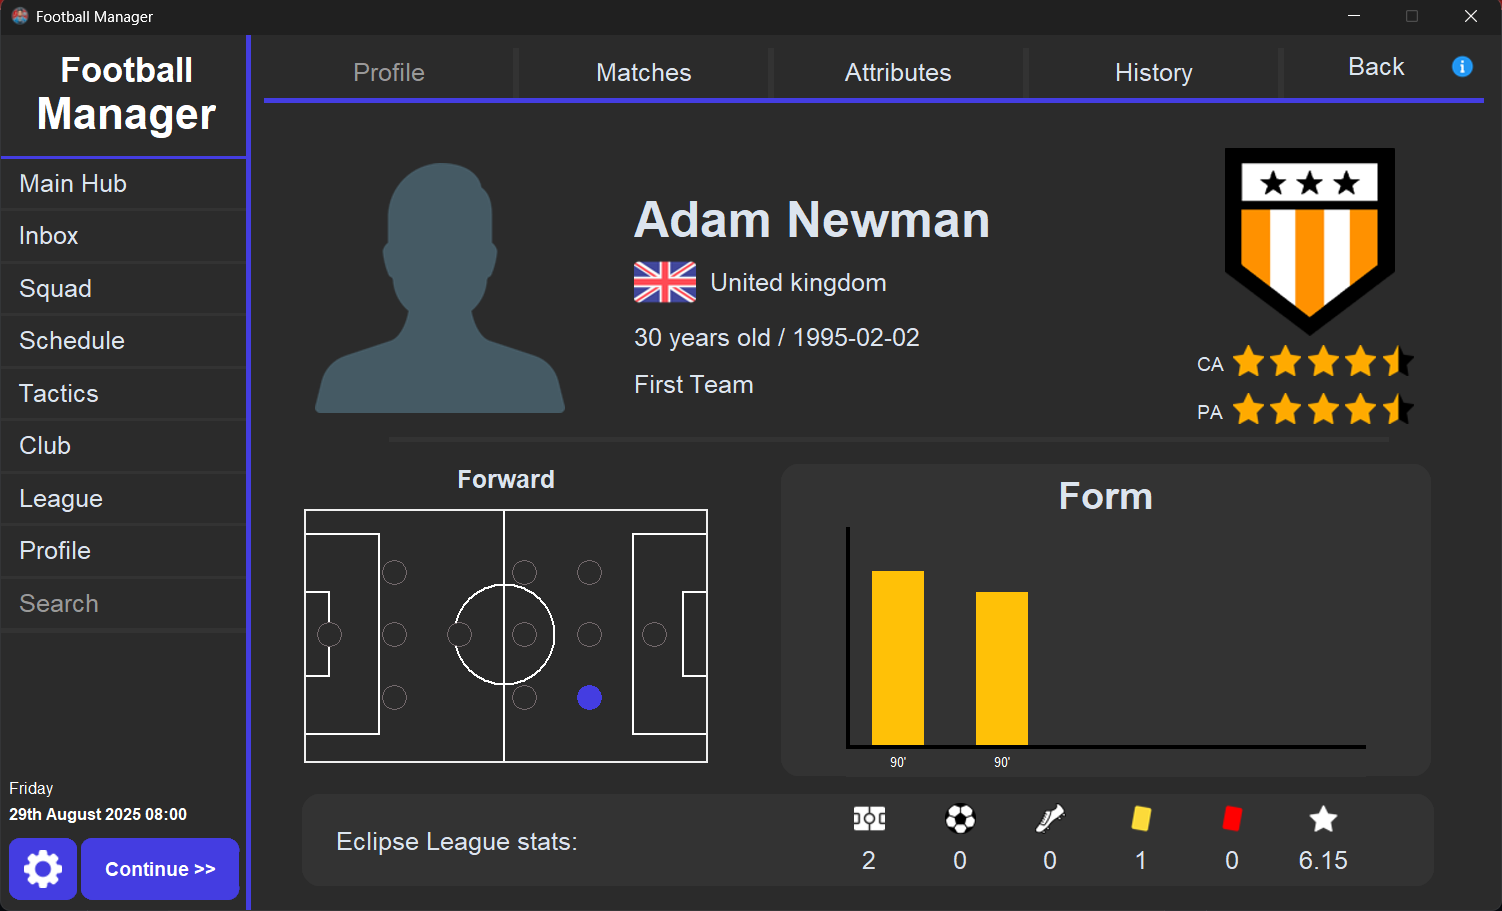 Football Manager
Football
Manager
Main Hub
Inbox
Squad
Schedule
Tactics
Club
League
Profile
Search
Friday
29th August 2025 08:00
Continue >>
Profile
Matches
Attributes
History
Back
i
Adam Newman
United kingdom
30 years old / 1995-02-02
First Team
CA
PA
Forward
Form
90'
90'
Eclipse League stats:
2
0
0
1
0
6.15